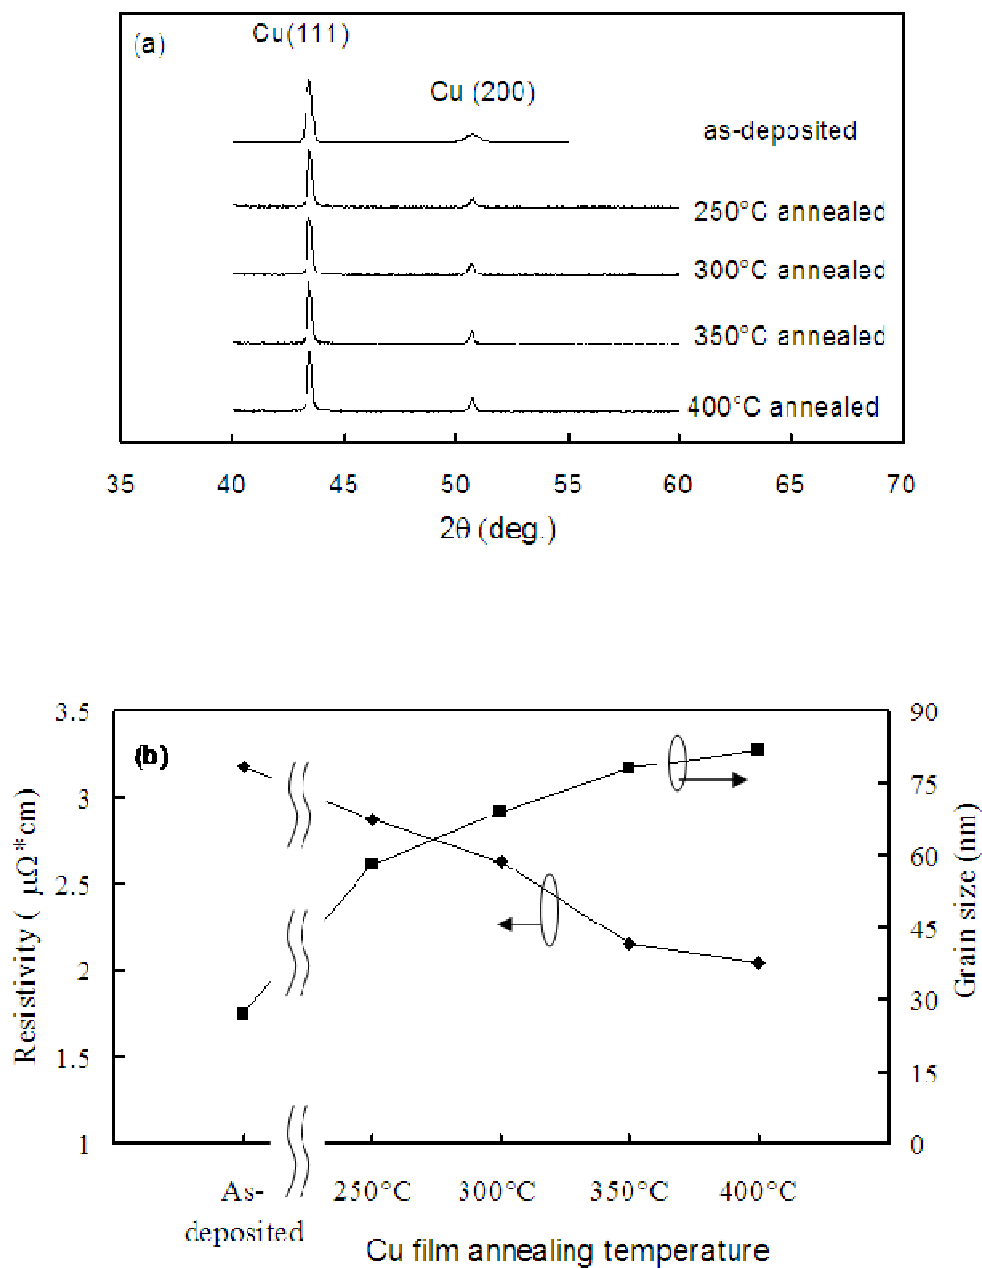 (a)
Cu(111)
Cu (200)
as-deposited
250°C annealed
300°C annealed
350°C annealed
400°C annealed
35 40 45 50 55 60 65 70
2θ (deg.)
(b)
3.5
3
2.5
2
1.5
1
Resistivity ( μΩ*cm)
90
75
60
45
30
15
0
Grain size (nm)
As-
deposited
250°C 300°C 350°C 400°C
Cu film annealing temperature